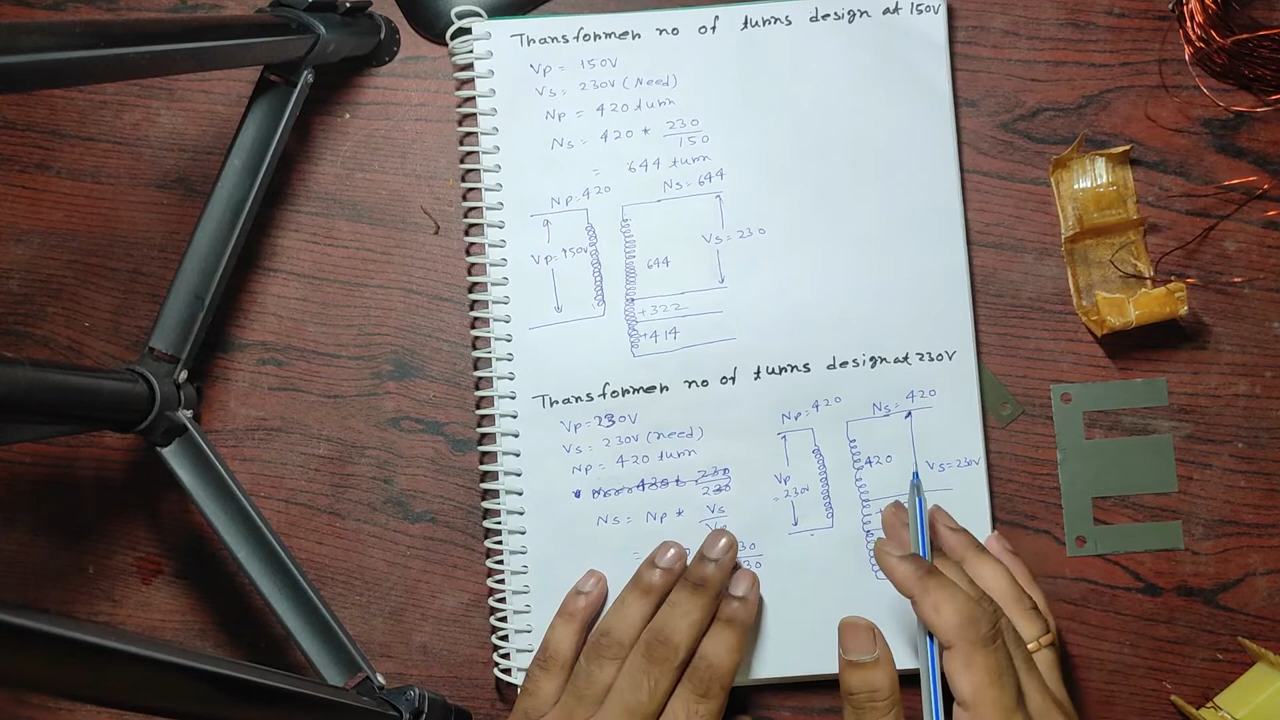 Transformer no of turns design at 150V
Vp = 150V
Vs = 230V (Need)
Np = 420 turn
Ns = 420 * 230/150
= 644 turn
Np=420
Ns=644
Vp=150V
Vs=230
644
+322
+414
Transformer no of turns design at 230V
Vp=230V
Vs = 230V (need)
Np = 420 turn
Ns = Np * Vs
Np=420
Ns=420
Vp
=230V
420
Vs=230V